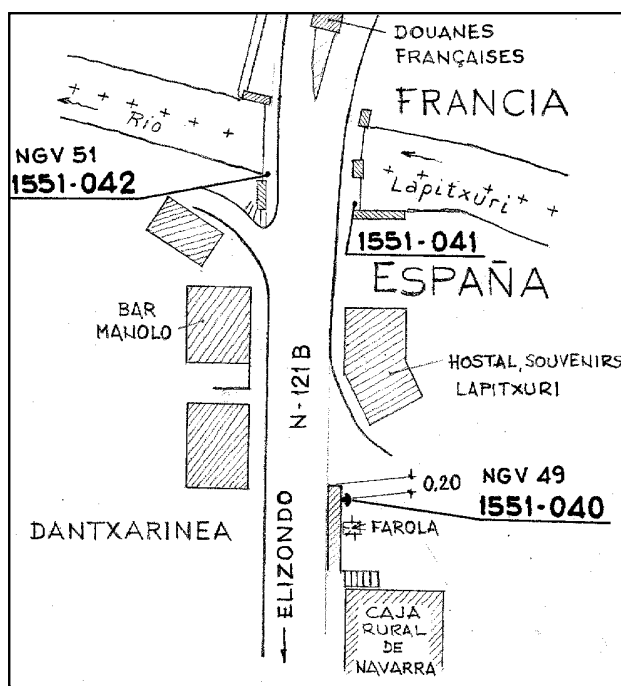 DOUANES
FRANÇAISES
FRANCIA
Rio
NGV 51
1551-042
Lapitxuri
1551-041
ESPAÑA
BAR
MANOLO
N-121 B
HOSTAL, SOUVENIRS
LAPITXURI
0,20
NGV 49
1551-040
DANTXARINEA
FAROLA
ELIZONDO
CAJA
RURAL
DE
NAVARRA